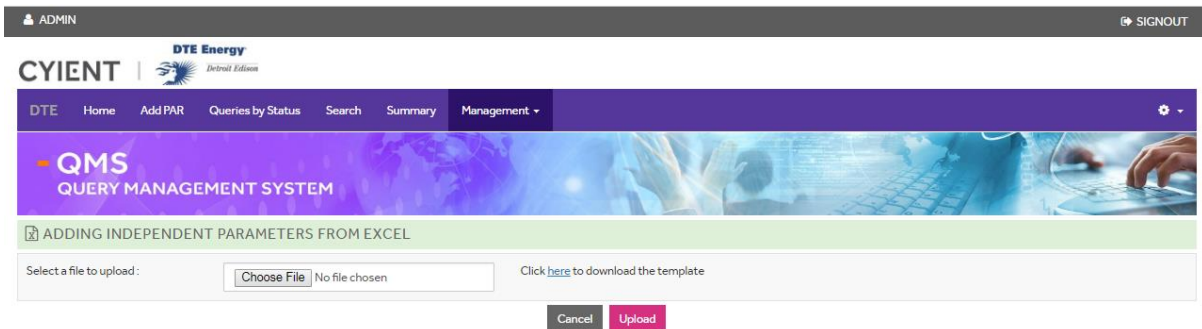 ADMIN
SIGNOUT
CYIENT
DTE Energy
Detroit Edison
DTE Home Add PAR Queries by Status Search Summary Management
QMS
QUERY MANAGEMENT SYSTEM
ADDING INDEPENDENT PARAMETERS FROM EXCEL
Select a file to upload : Choose File No file chosen Click here to download the template
Cancel Upload